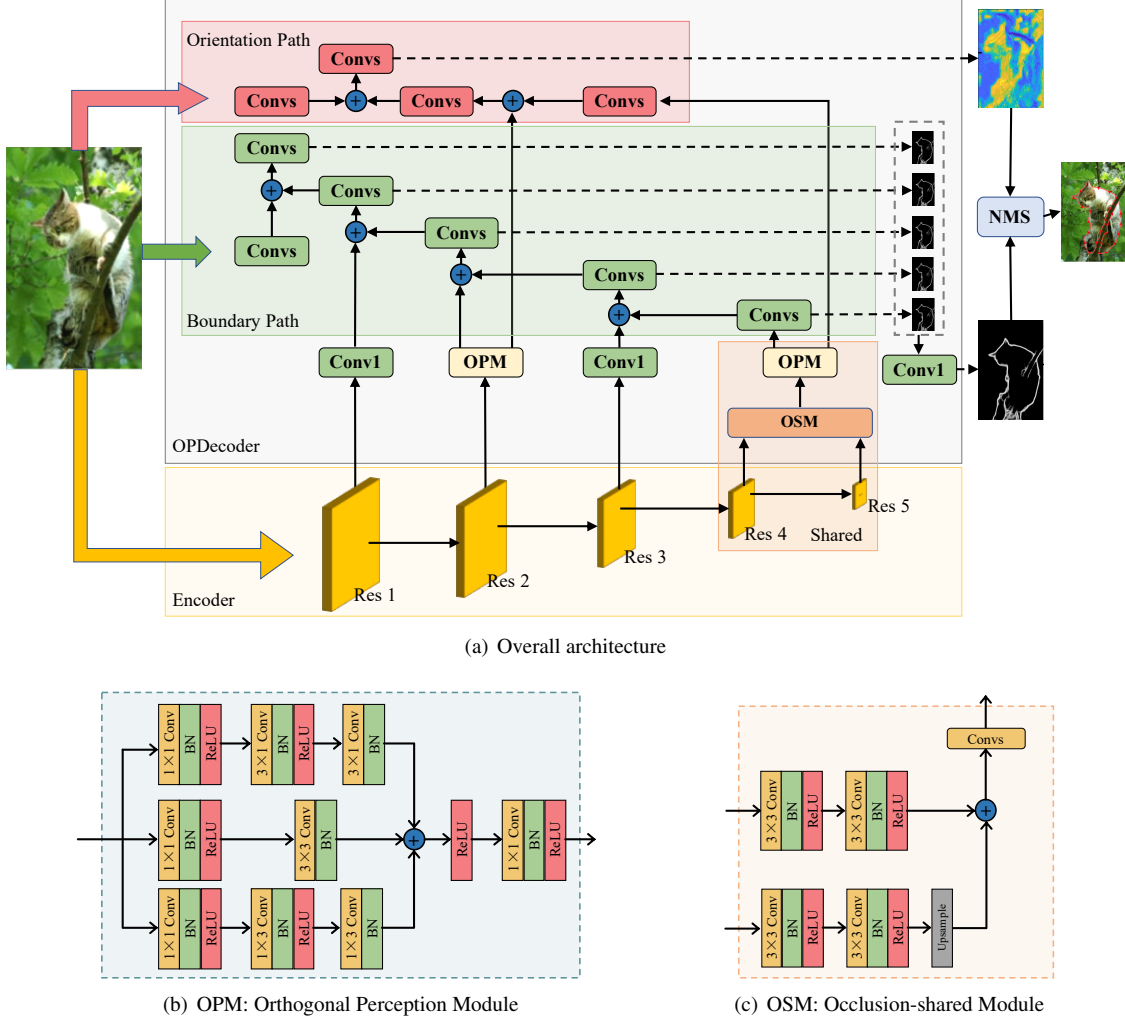 Orientation Path
Convs
Convs
+
Convs
+
Convs
Convs
+
Convs
Convs
+
Convs
+
Convs
+
Convs
Boundary Path
NMS
Conv1
OPM
Conv1
OPM
Conv1
OSM
OPDecoder
Res 1
Res 2
Res 3
Res 4
Res 5
Shared
Encoder
(a) Overall architecture
1×1 Conv
BN
ReLU
3×1 Conv
BN
ReLU
3×1 Conv
BN
1×1 Conv
BN
ReLU
3×3 Conv
BN
+
ReLU
1×1 Conv
BN
ReLU
1×1 Conv
BN
ReLU
1×3 Conv
BN
ReLU
1×3 Conv
BN
(b) OPM: Orthogonal Perception Module
Convs
3×3 Conv
BN
ReLU
3×3 Conv
BN
ReLU
+
3×3 Conv
BN
ReLU
3×3 Conv
BN
ReLU
Upsample
(c) OSM: Occlusion-shared Module